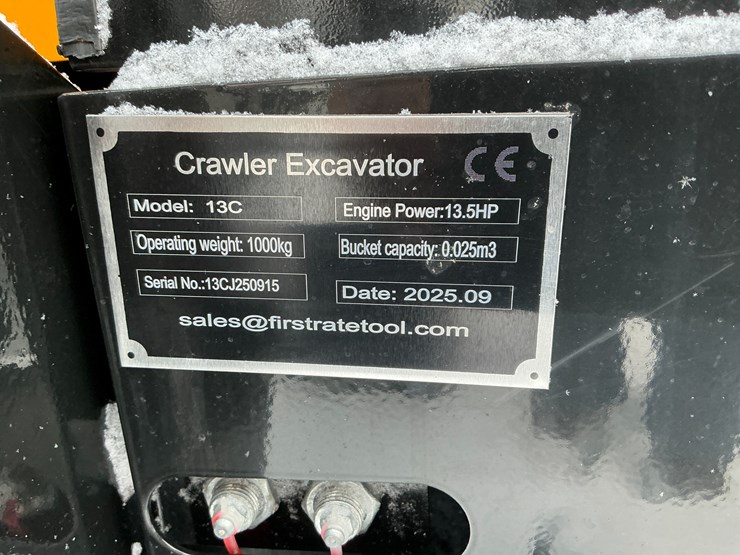 Crawler Excavator CE
Model: 13C
Engine Power:13.5HP
Operating weight: 1000kg
Bucket capacity: 0.025m3
Serial No.:13CJ250915
Date: 2025.09
sales@firstratetool.com